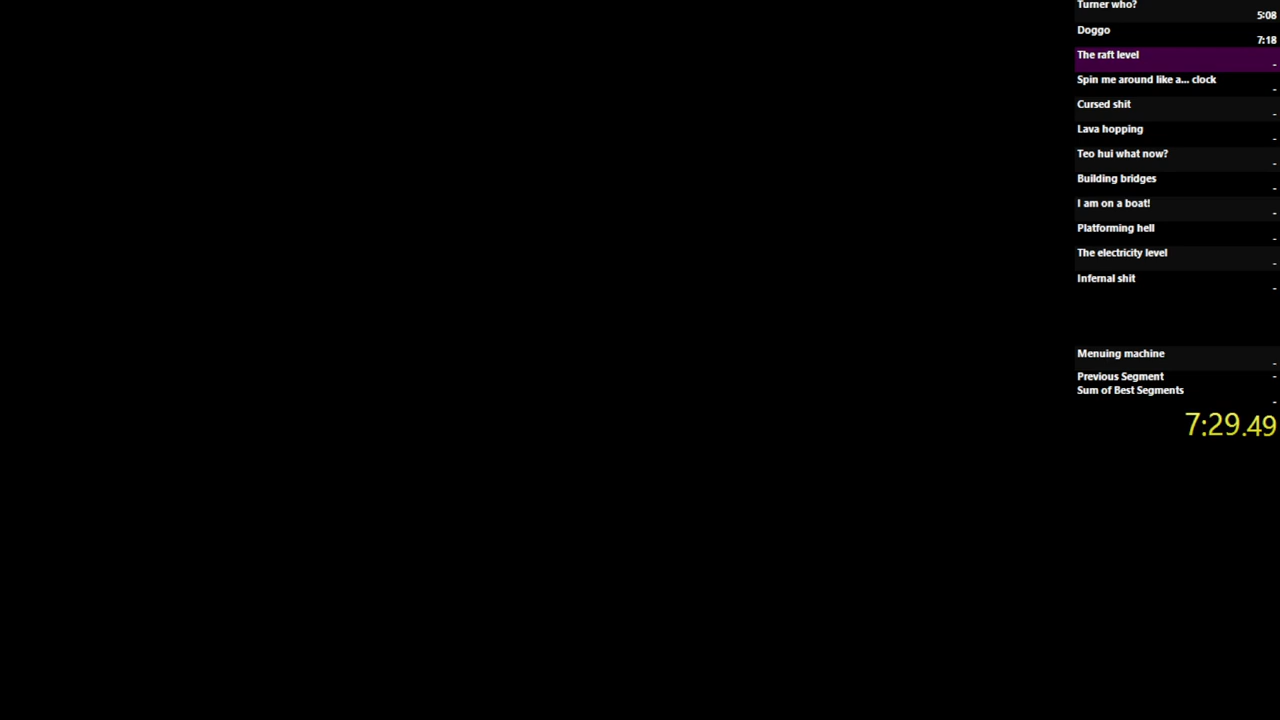 Turner who?
5:08
Doggo
7:18
The raft level
-
Spin me around like a... clock
-
Cursed shit
-
Lava hopping
-
Teo hui what now?
-
Building bridges
-
I am on a boat!
-
Platforming hell
-
The electricity level
-
Infernal shit
-
Menuing machine
-
Previous Segment -
Sum of Best Segments
-
7:29.49